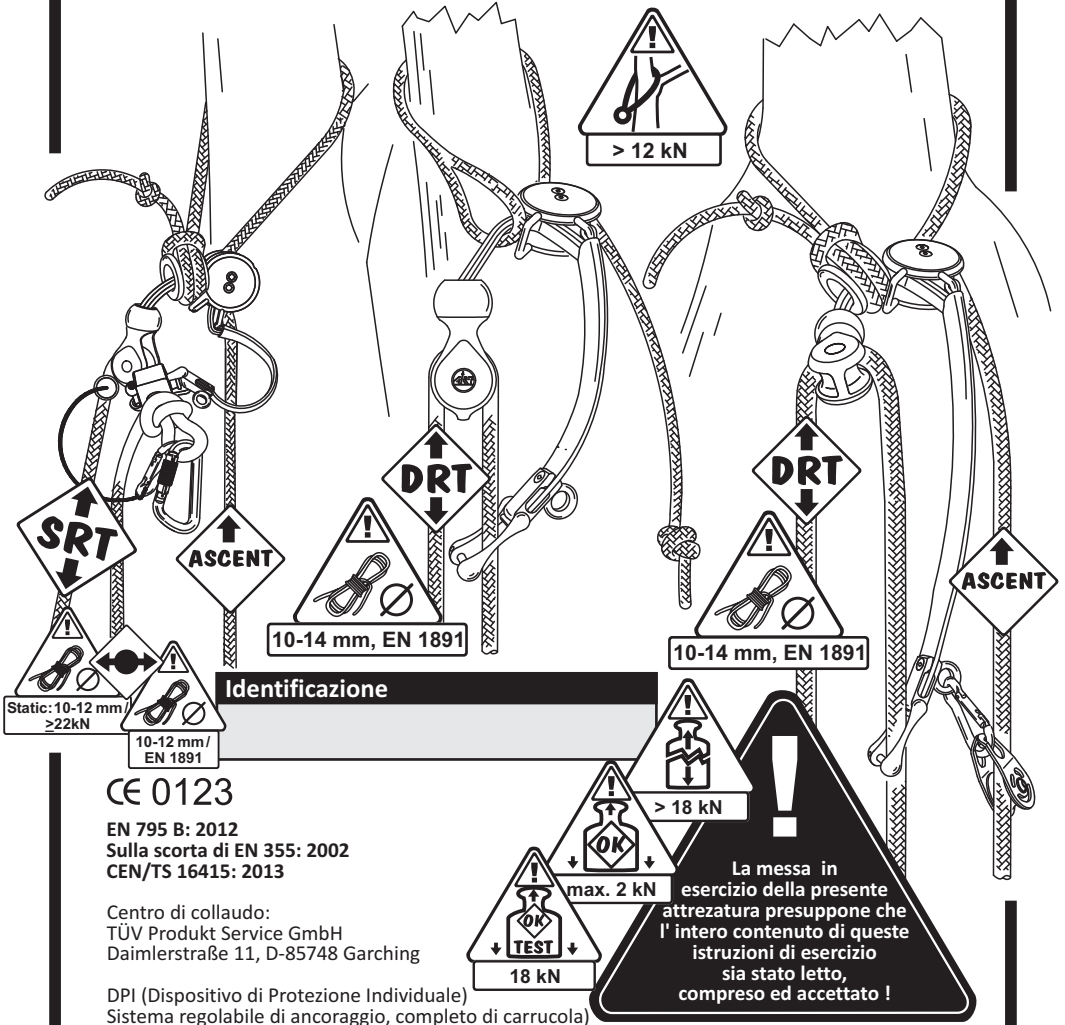 > 12 kN
DRT
DRT
SRT
ASCENT
ASCENT
10-14 mm, EN 1891
10-14 mm, EN 1891
Static:10-12 mm /
≥22kN
10-12 mm /
EN 1891
Identificazione
CE 0123
EN 795 B: 2012
Sulla scorta di EN 355: 2002
CEN/TS 16415: 2013
> 18 kN
OK
max. 2 kN
OK
TEST
18 kN
Centro di collaudo:
TÜV Produkt Service GmbH
Daimlerstraße 11, D-85748 Garching
DPI (Dispositivo di Protezione Individuale)
Sistema regolabile di ancoraggio, completo di carrucola)
!
La messa in
esercizio della presente
attrezatura presuppone che
l' intero contenuto di queste
istruzioni di esercizio
sia stato letto,
compreso ed accettato !